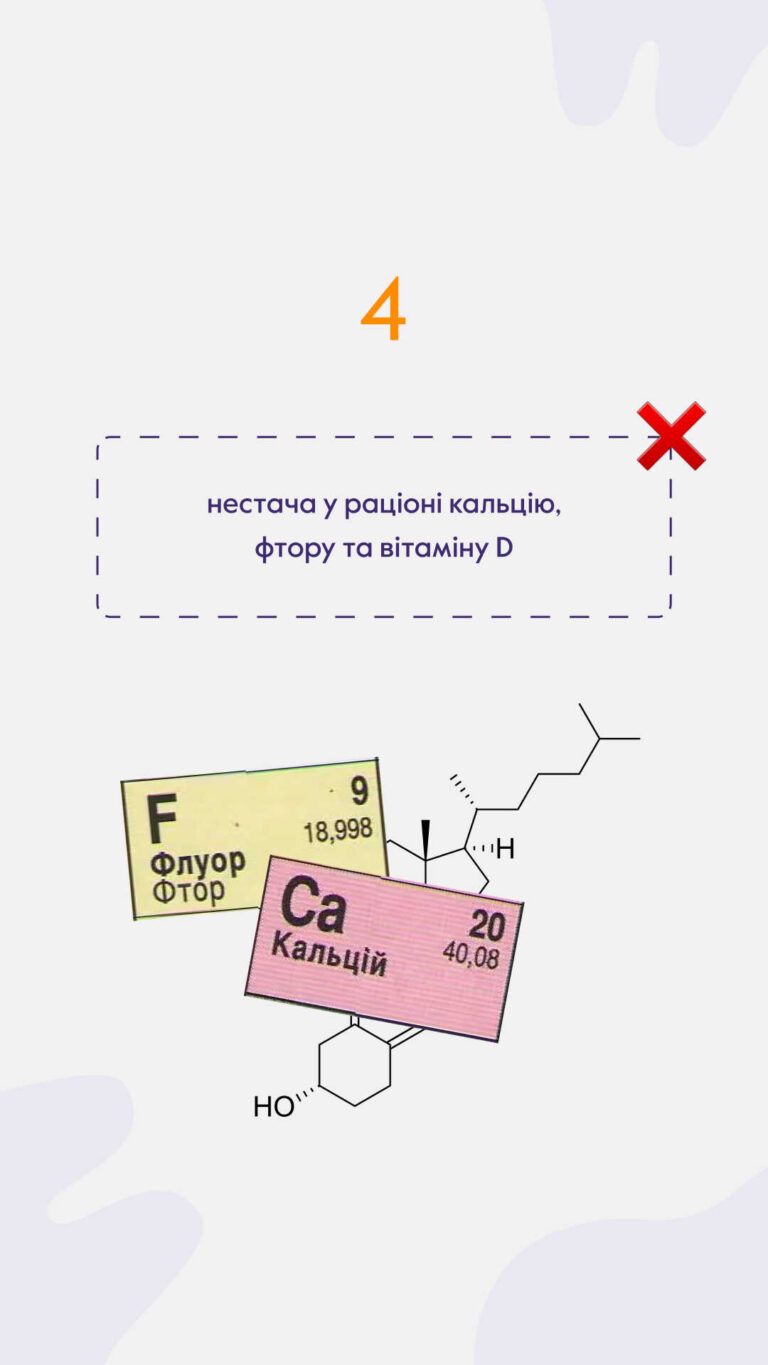 4
нестача у раціоні кальцію,
фтору та вітаміну D
F 9
18,998
Флуор
Фтор
H
Ca 20
Кальцій 40,08
HO